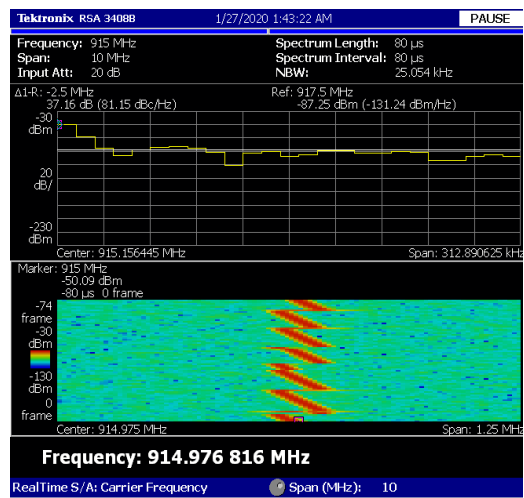 Tektronix RSA 3408B 1/27/2020 1:43:22 AM PAUSE
Frequency: 915 MHz Spectrum Length: 80 µs
Span: 10 MHz Spectrum Interval: 80 µs
Input Att: 20 dB NBW: 25.054 kHz
Δ1-R: -2.5 MHz Ref: 917.5 MHz
37.16 dB (81.15 dBc/Hz) -87.25 dBm (-131.24 dBm/Hz)
-30
dBm
20
dB/
-230
dBm
Center: 915.156445 MHz Span: 312.890625 kHz
Marker: 915 MHz
-50.09 dBm
-80 µs 0 frame
-74
frame
-30
dBm
-130
dBm
0
frame
Center: 914.975 MHz Span: 1.25 MHz
Frequency: 914.976 816 MHz
RealTime S/A: Carrier Frequency Span (MHz): 10